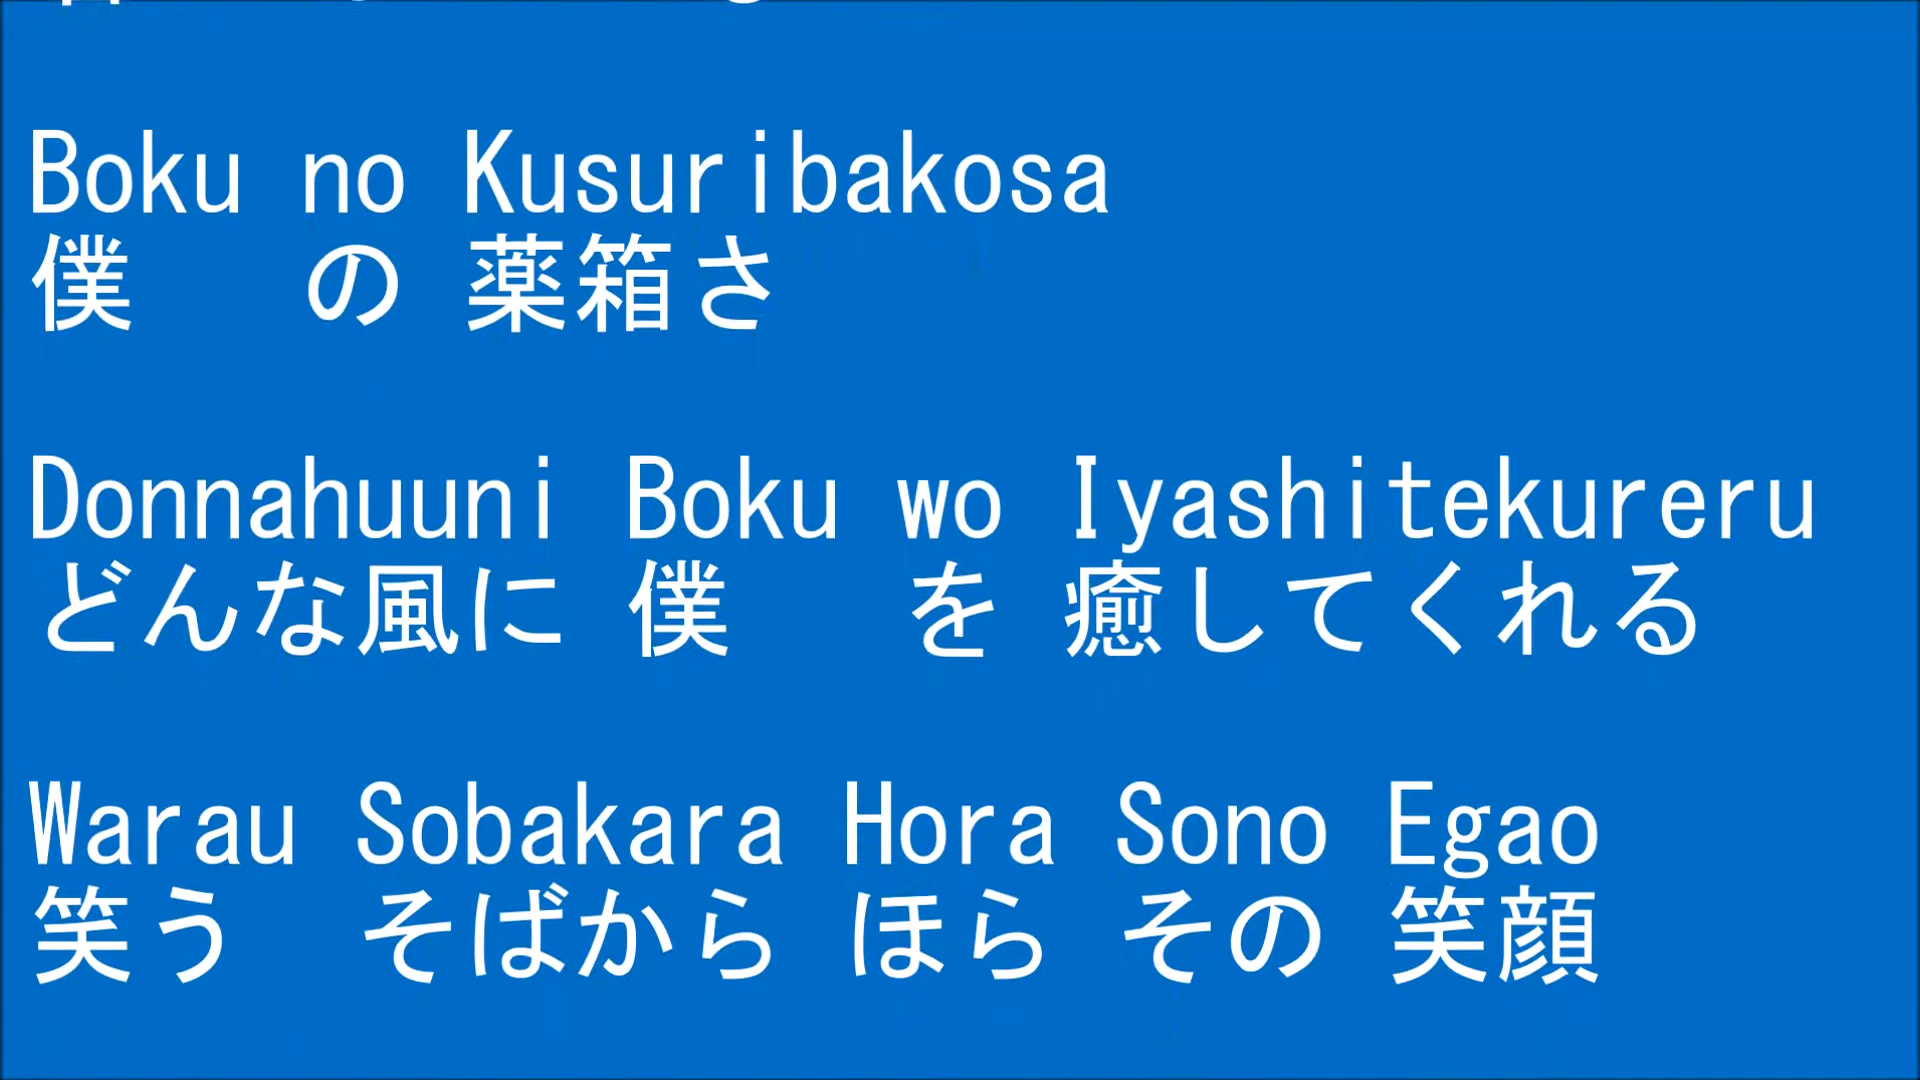 Boku no Kusuribakosa
僕 の 薬箱さ
Donnahuuni Boku wo Iyashitekureru
どんな風に 僕 を 癒してくれる
Warau Sobakara Hora Sono Egao
笑う そばから ほら その 笑顔